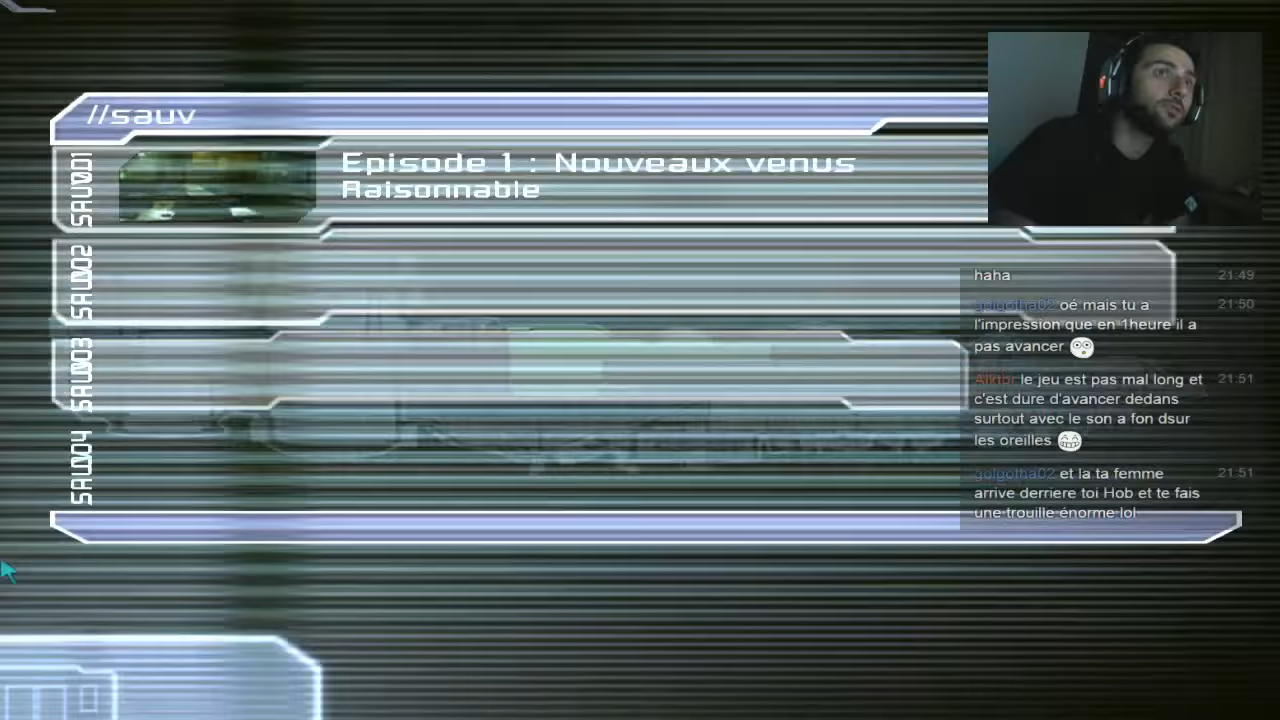 //sauv
SAUV01
Episode 1 : Nouveaux venus
Raisonnable
SAUV02
SAUV03
SAUV04
haha 21:49
golgotha02 oé mais tu a 21:50
l'impression que en 1heure il a
pas avancer
le jeu est pas mal long et 21:51
c'est dure d'avancer dedans
surtout avec le son a fon dsur
les oreilles
golgotha02 et la ta femme 21:51
arrive derriere toi Hob et te fais
une trouille énorme lol